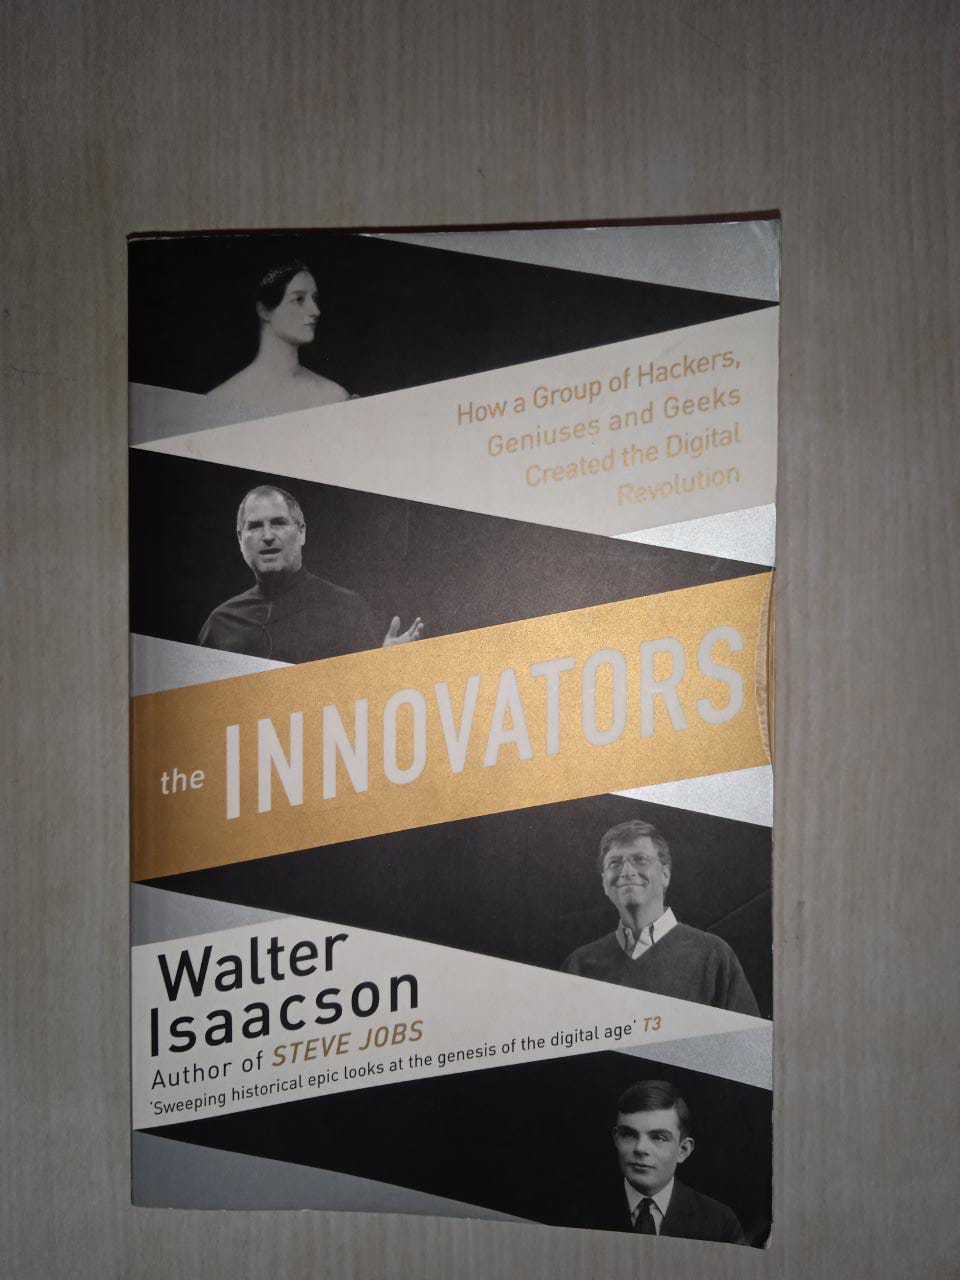 How a Group of Hackers,
Geniuses and Geeks
Created the Digital
Revolution
the INNOVATORS
Walter
Isaacson
Author of STEVE JOBS
‘Sweeping historical epic looks at the genesis of the digital age’ T3